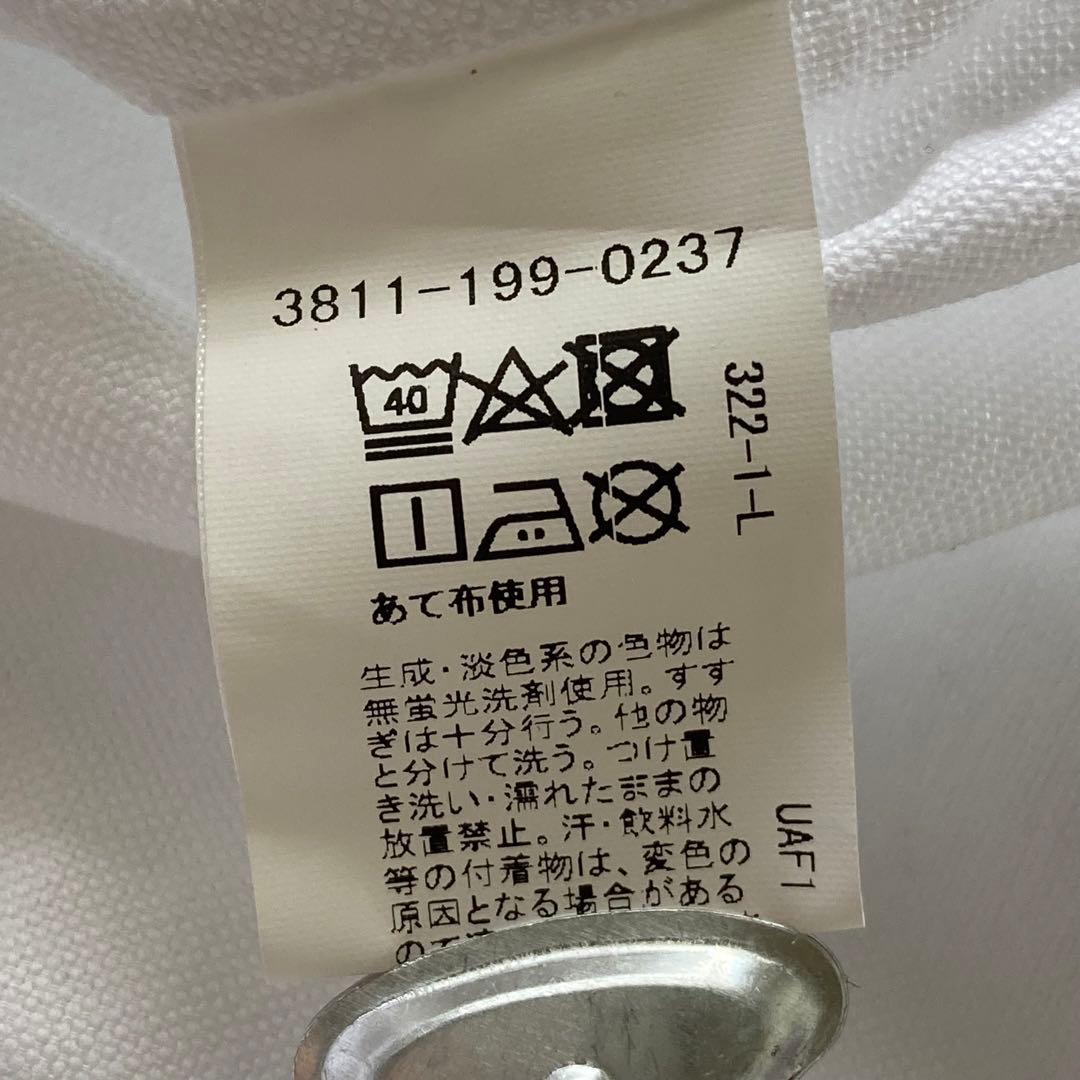 3811-199-0237
40
322-1-L
あて布使用
生成・淡色系の色物は
無蛍光洗剤使用。すす
ぎは十分行う。他の物
と分けて洗う。つけ置
き洗い・濡れたままの
放置禁止。汗・飲料水
等の付着物は、変色の
原因となる場合がある
UAF1